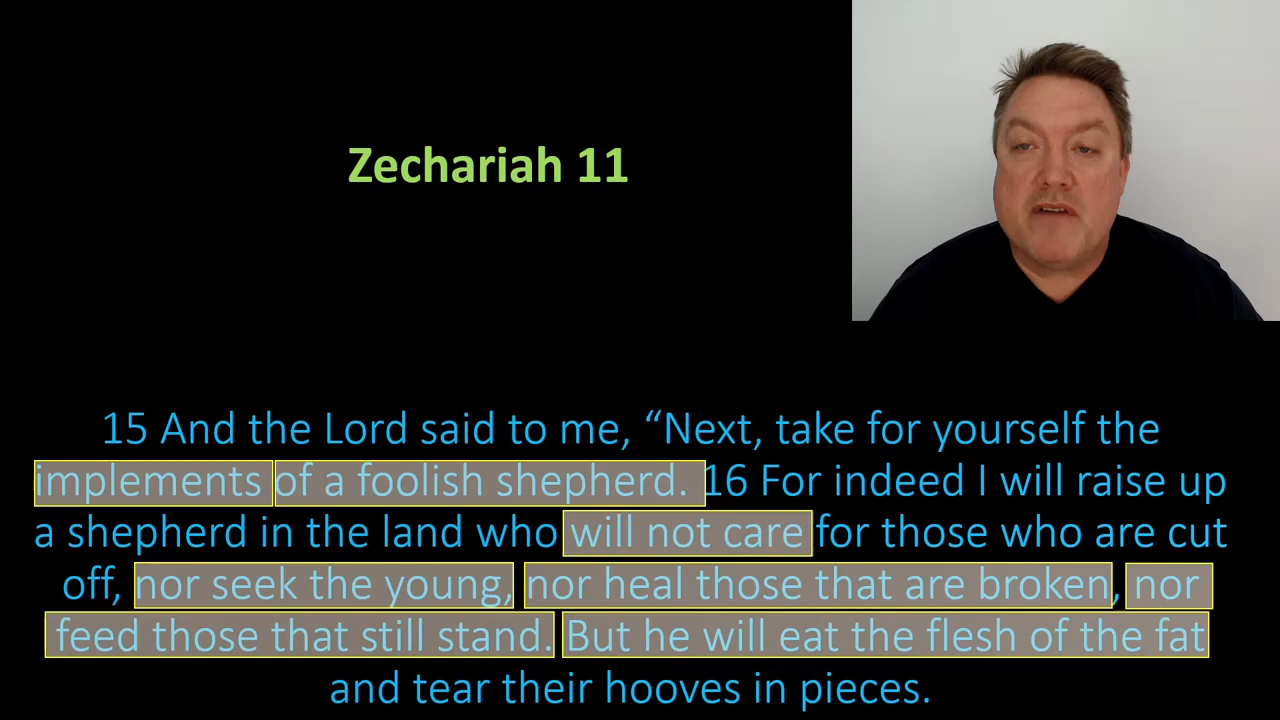 Zechariah 11
15 And the Lord said to me, “Next, take for yourself the
implements of a foolish shepherd. 16 For indeed I will raise up
a shepherd in the land who will not care for those who are cut
off, nor seek the young, nor heal those that are broken, nor
feed those that still stand. But he will eat the flesh of the fat
and tear their hooves in pieces.